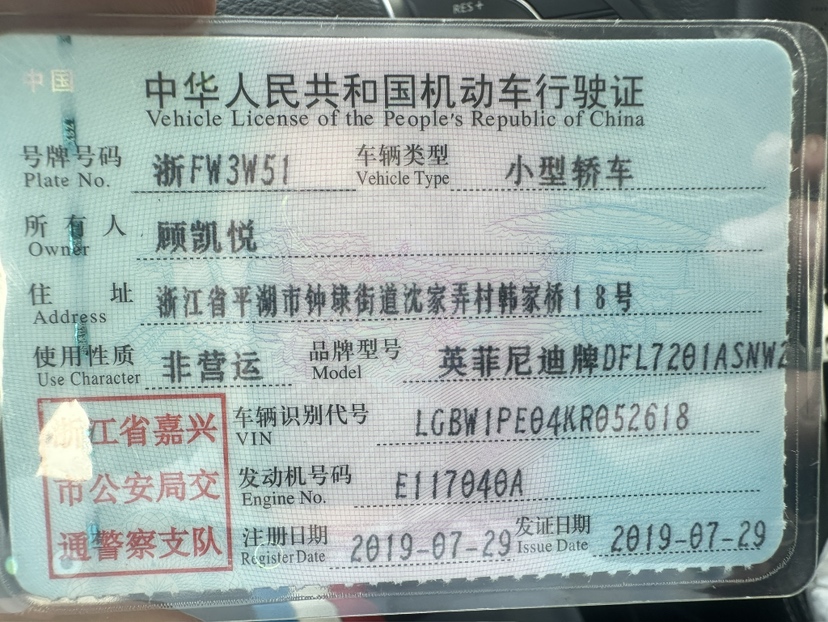 RES+
中国
中华人民共和国机动车行驶证
Vehicle License of the People's Republic of China
号牌号码 浙FW3W51 车辆类型 小型轿车
Plate No. Vehicle Type
所有人 顾凯悦
Owner
住址 浙江省平湖市钟埭街道沈家弄村韩家桥18号
Address
使用性质 非营运 品牌型号 英菲尼迪牌DFL7201ASNW2
Use Character Model
浙江省嘉兴
市公安局交
通警察支队
车辆识别代号 LGBW1PE04KR052618
VIN
发动机号码 E117040A
Engine No.
注册日期 2019-07-29 发证日期 2019-07-29
Register Date Issue Date